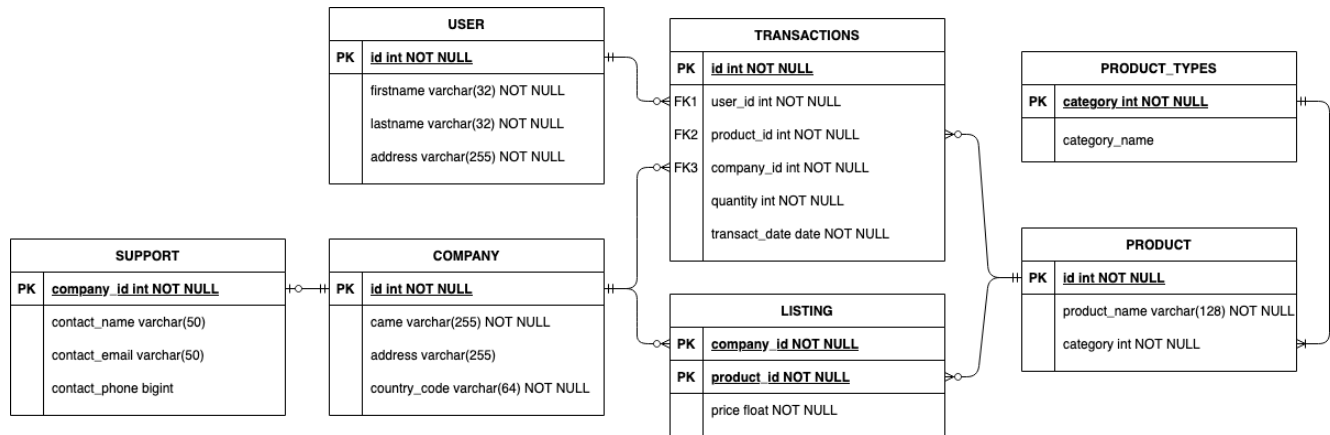 USER
PK id int NOT NULL
firstname varchar(32) NOT NULL
lastname varchar(32) NOT NULL
address varchar(255) NOT NULL
TRANSACTIONS
PK id int NOT NULL
FK1 user_id int NOT NULL
FK2 product_id int NOT NULL
FK3 company_id int NOT NULL
quantity int NOT NULL
transact_date date NOT NULL
PRODUCT_TYPES
PK category int NOT NULL
category_name
SUPPORT
PK company_id int NOT NULL
contact_name varchar(50)
contact_email varchar(50)
contact_phone bigint
COMPANY
PK id int NOT NULL
came varchar(255) NOT NULL
address varchar(255)
country_code varchar(64) NOT NULL
LISTING
PK company_id NOT NULL
PK product_id NOT NULL
price float NOT NULL
PRODUCT
PK id int NOT NULL
product_name varchar(128) NOT NULL
category int NOT NULL